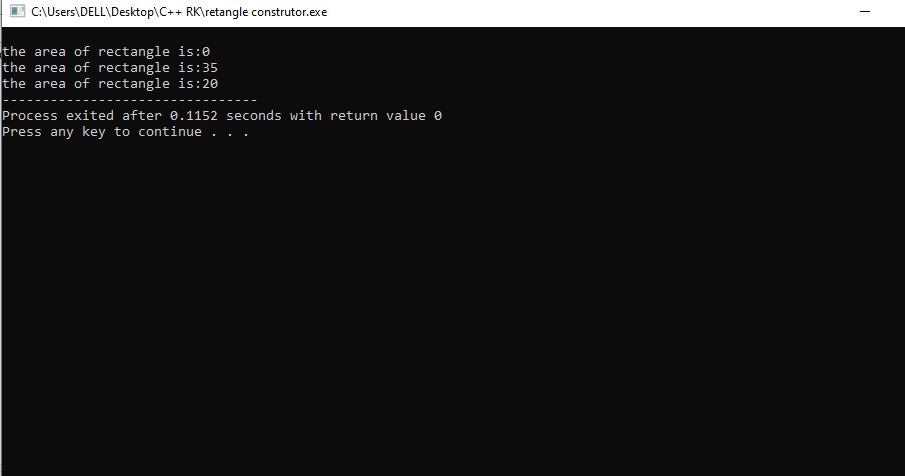 C:\Users\DELL\Desktop\C++ RK\retangle construtor.exe
the area of rectangle is:0
the area of rectangle is:35
the area of rectangle is:20
--------------------------------
Process exited after 0.1152 seconds with return value 0
Press any key to continue . . .